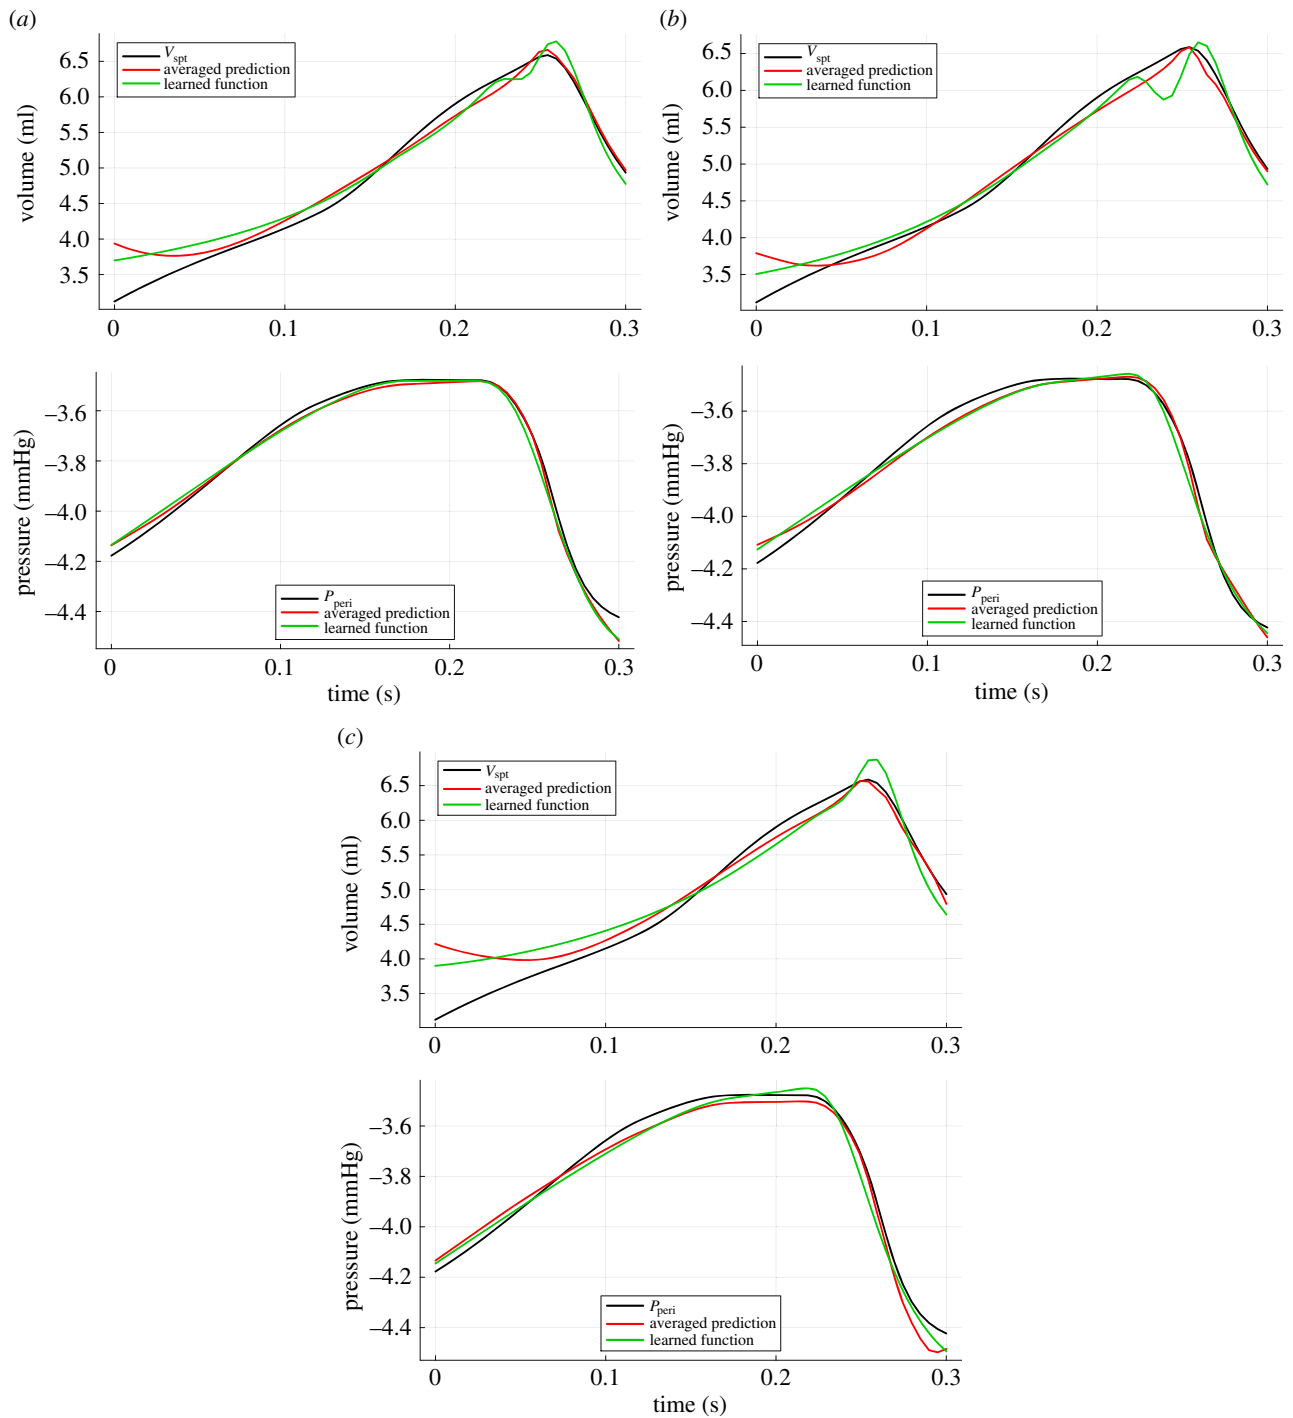 (a)
V_spt
averaged prediction
learned function
volume (ml)
6.5
6.0
5.5
5.0
4.5
4.0
3.5
0 0.1 0.2 0.3
P_peri
averaged prediction
learned function
pressure (mmHg)
–3.6
–3.8
–4.0
–4.2
–4.4
0 0.1 0.2 0.3
time (s)
(b)
V_spt
averaged prediction
learned function
volume (ml)
6.5
6.0
5.5
5.0
4.5
4.0
3.5
0 0.1 0.2 0.3
P_peri
averaged prediction
learned function
pressure (mmHg)
–3.6
–3.8
–4.0
–4.2
–4.4
0 0.1 0.2 0.3
time (s)
(c)
V_spt
averaged prediction
learned function
volume (ml)
6.5
6.0
5.5
5.0
4.5
4.0
3.5
0 0.1 0.2 0.3
P_peri
averaged prediction
learned function
pressure (mmHg)
–3.6
–3.8
–4.0
–4.2
–4.4
0 0.1 0.2 0.3
time (s)